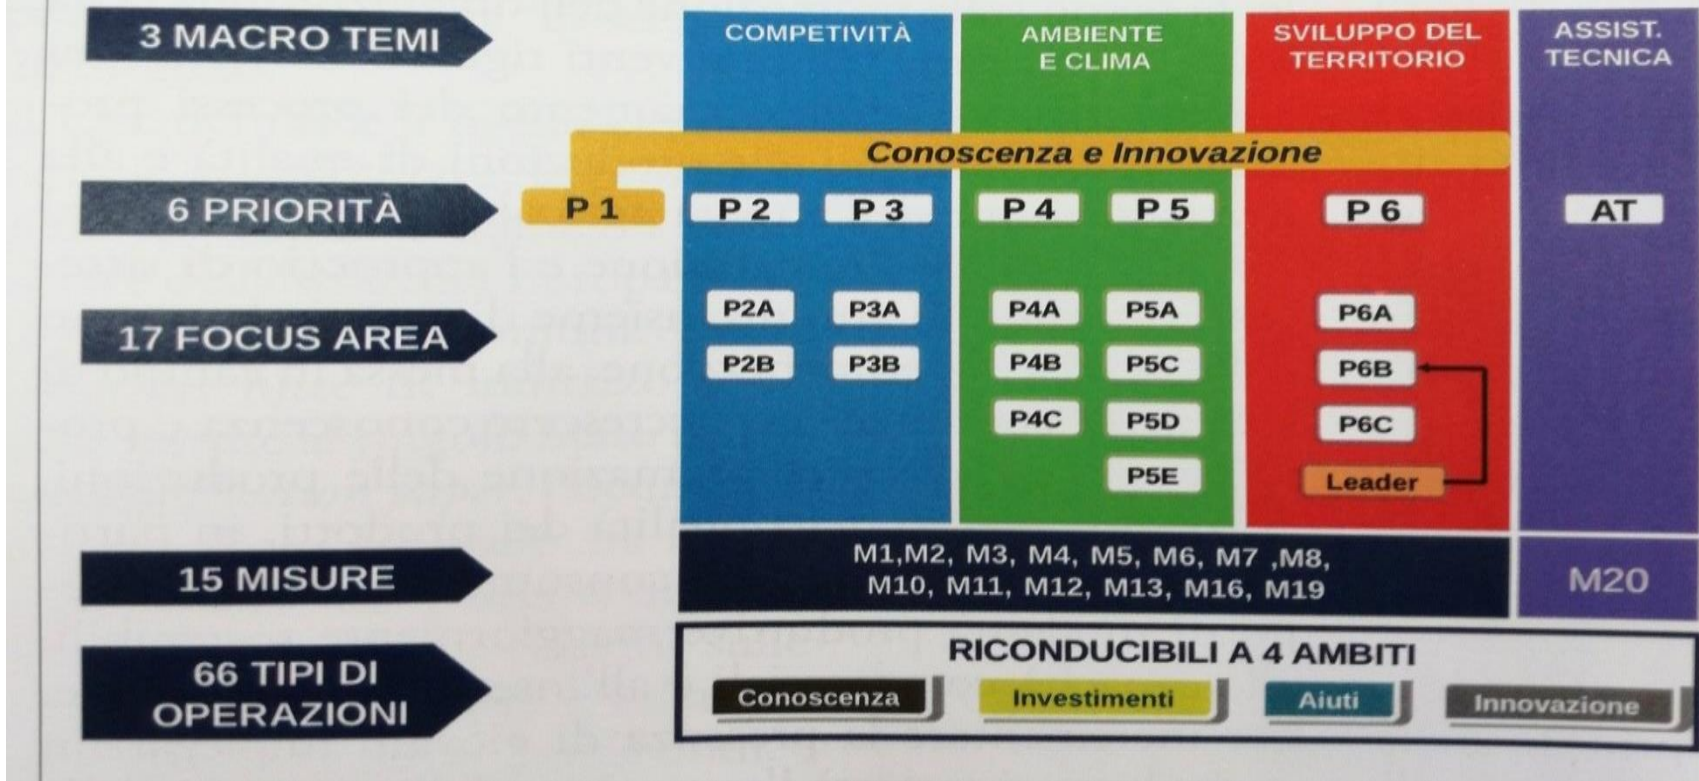 3 MACRO TEMI
COMPETIVITÀ
AMBIENTE
E CLIMA
SVILUPPO DEL
TERRITORIO
ASSIST.
TECNICA
Conoscenza e Innovazione
6 PRIORITÀ
P 1
P 2
P 3
P 4
P 5
P 6
AT
17 FOCUS AREA
P2A
P3A
P4A
P5A
P6A
P2B
P3B
P4B
P5C
P6B
P4C
P5D
P6C
P5E
Leader
15 MISURE
M1,M2, M3, M4, M5, M6, M7 ,M8,
M10, M11, M12, M13, M16, M19
M20
66 TIPI DI
OPERAZIONI
RICONDUCIBILI A 4 AMBITI
Conoscenza
Investimenti
Aiuti
Innovazione